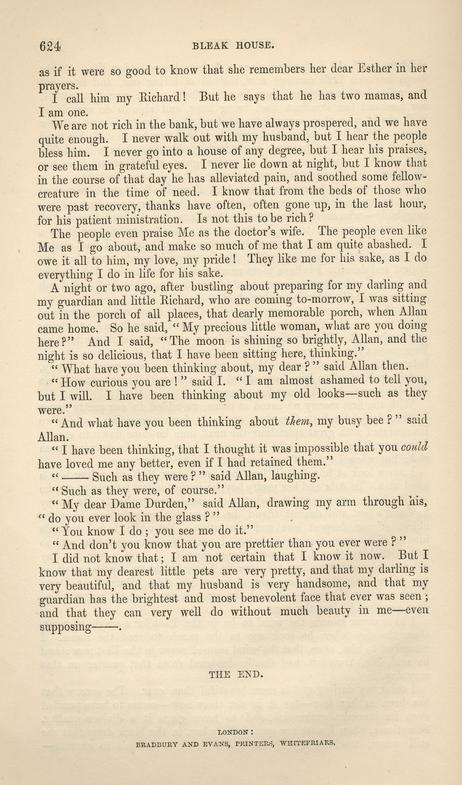 624
BLEAK HOUSE.
as if it were so good to know that she remembers her dear Esther in her
prayers.
I call him my Richard! But he says that he has two mamas, and
I am one.
We are not rich in the bank, but we have always prospered, and we have
quite enough. I never walk out with my husband, but I hear the people
bless him. I never go into a house of any degree, but I hear his praises,
or see them in grateful eyes. I never lie down at night, but I know that
in the course of that day he has alleviated pain, and soothed some fellow-
creature in the time of need. I know that from the beds of those who
were past recovery, thanks have often, often gone up, in the last hour,
for his patient ministration. Is not this to be rich?
The people even praise Me as the doctor's wife. The people even like
Me as I go about, and make so much of me that I am quite abashed. I
owe it all to him, my love, my pride! They like me for his sake, as I do
everything I do in life for his sake.
A night or two ago, after bustling about preparing for my darling and
my guardian and little Richard, who are coming to-morrow, I was sitting
out in the porch of all places, that dearly memorable porch, when Allan
came home. So he said, “My precious little woman, what are you doing
here?” And I said, “The moon is shining so brightly, Allan, and the
night is so delicious, that I have been sitting here, thinking.”
“What have you been thinking about, my dear?” said Allan then.
“How curious you are!” said I. “I am almost ashamed to tell you,
but I will. I have been thinking about my old looks—such as they
were.”
“And what have you been thinking about them, my busy bee?” said
Allan.
“I have been thinking, that I thought it was impossible that you could
have loved me any better, even if I had retained them.”
“—— Such as they were?” said Allan, laughing.
“Such as they were, of course.”
“My dear Dame Durden,” said Allan, drawing my arm through his,
“do you ever look in the glass?”
“You know I do; you see me do it.”
“And don't you know that you are prettier than you ever were?”
I did not know that; I am not certain that I know it now. But I
know that my dearest little pets are very pretty, and that my darling is
very beautiful, and that my husband is very handsome, and that my
guardian has the brightest and most benevolent face that ever was seen;
and that they can very well do without much beauty in me—even
supposing——.
THE END.
LONDON:
BRADBURY AND EVANS, PRINTERS, WHITEFRIARS.